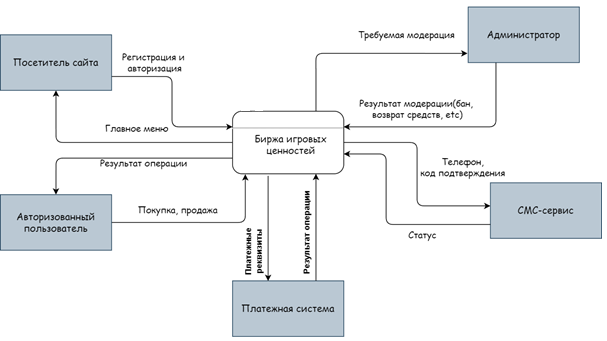 Посетитель сайта
Регистрация и
авторизация
Требуемая модерация
Администратор
Главное меню
Результат модерации(бан,
возврат средств, etc)
Биржа игровых
ценностей
Результат операции
Телефон,
код подтверждения
Авторизованный
пользователь
Покупка, продажа
Платежные
реквизиты
Результат операции
Статус
СМС-сервис
Платежная система